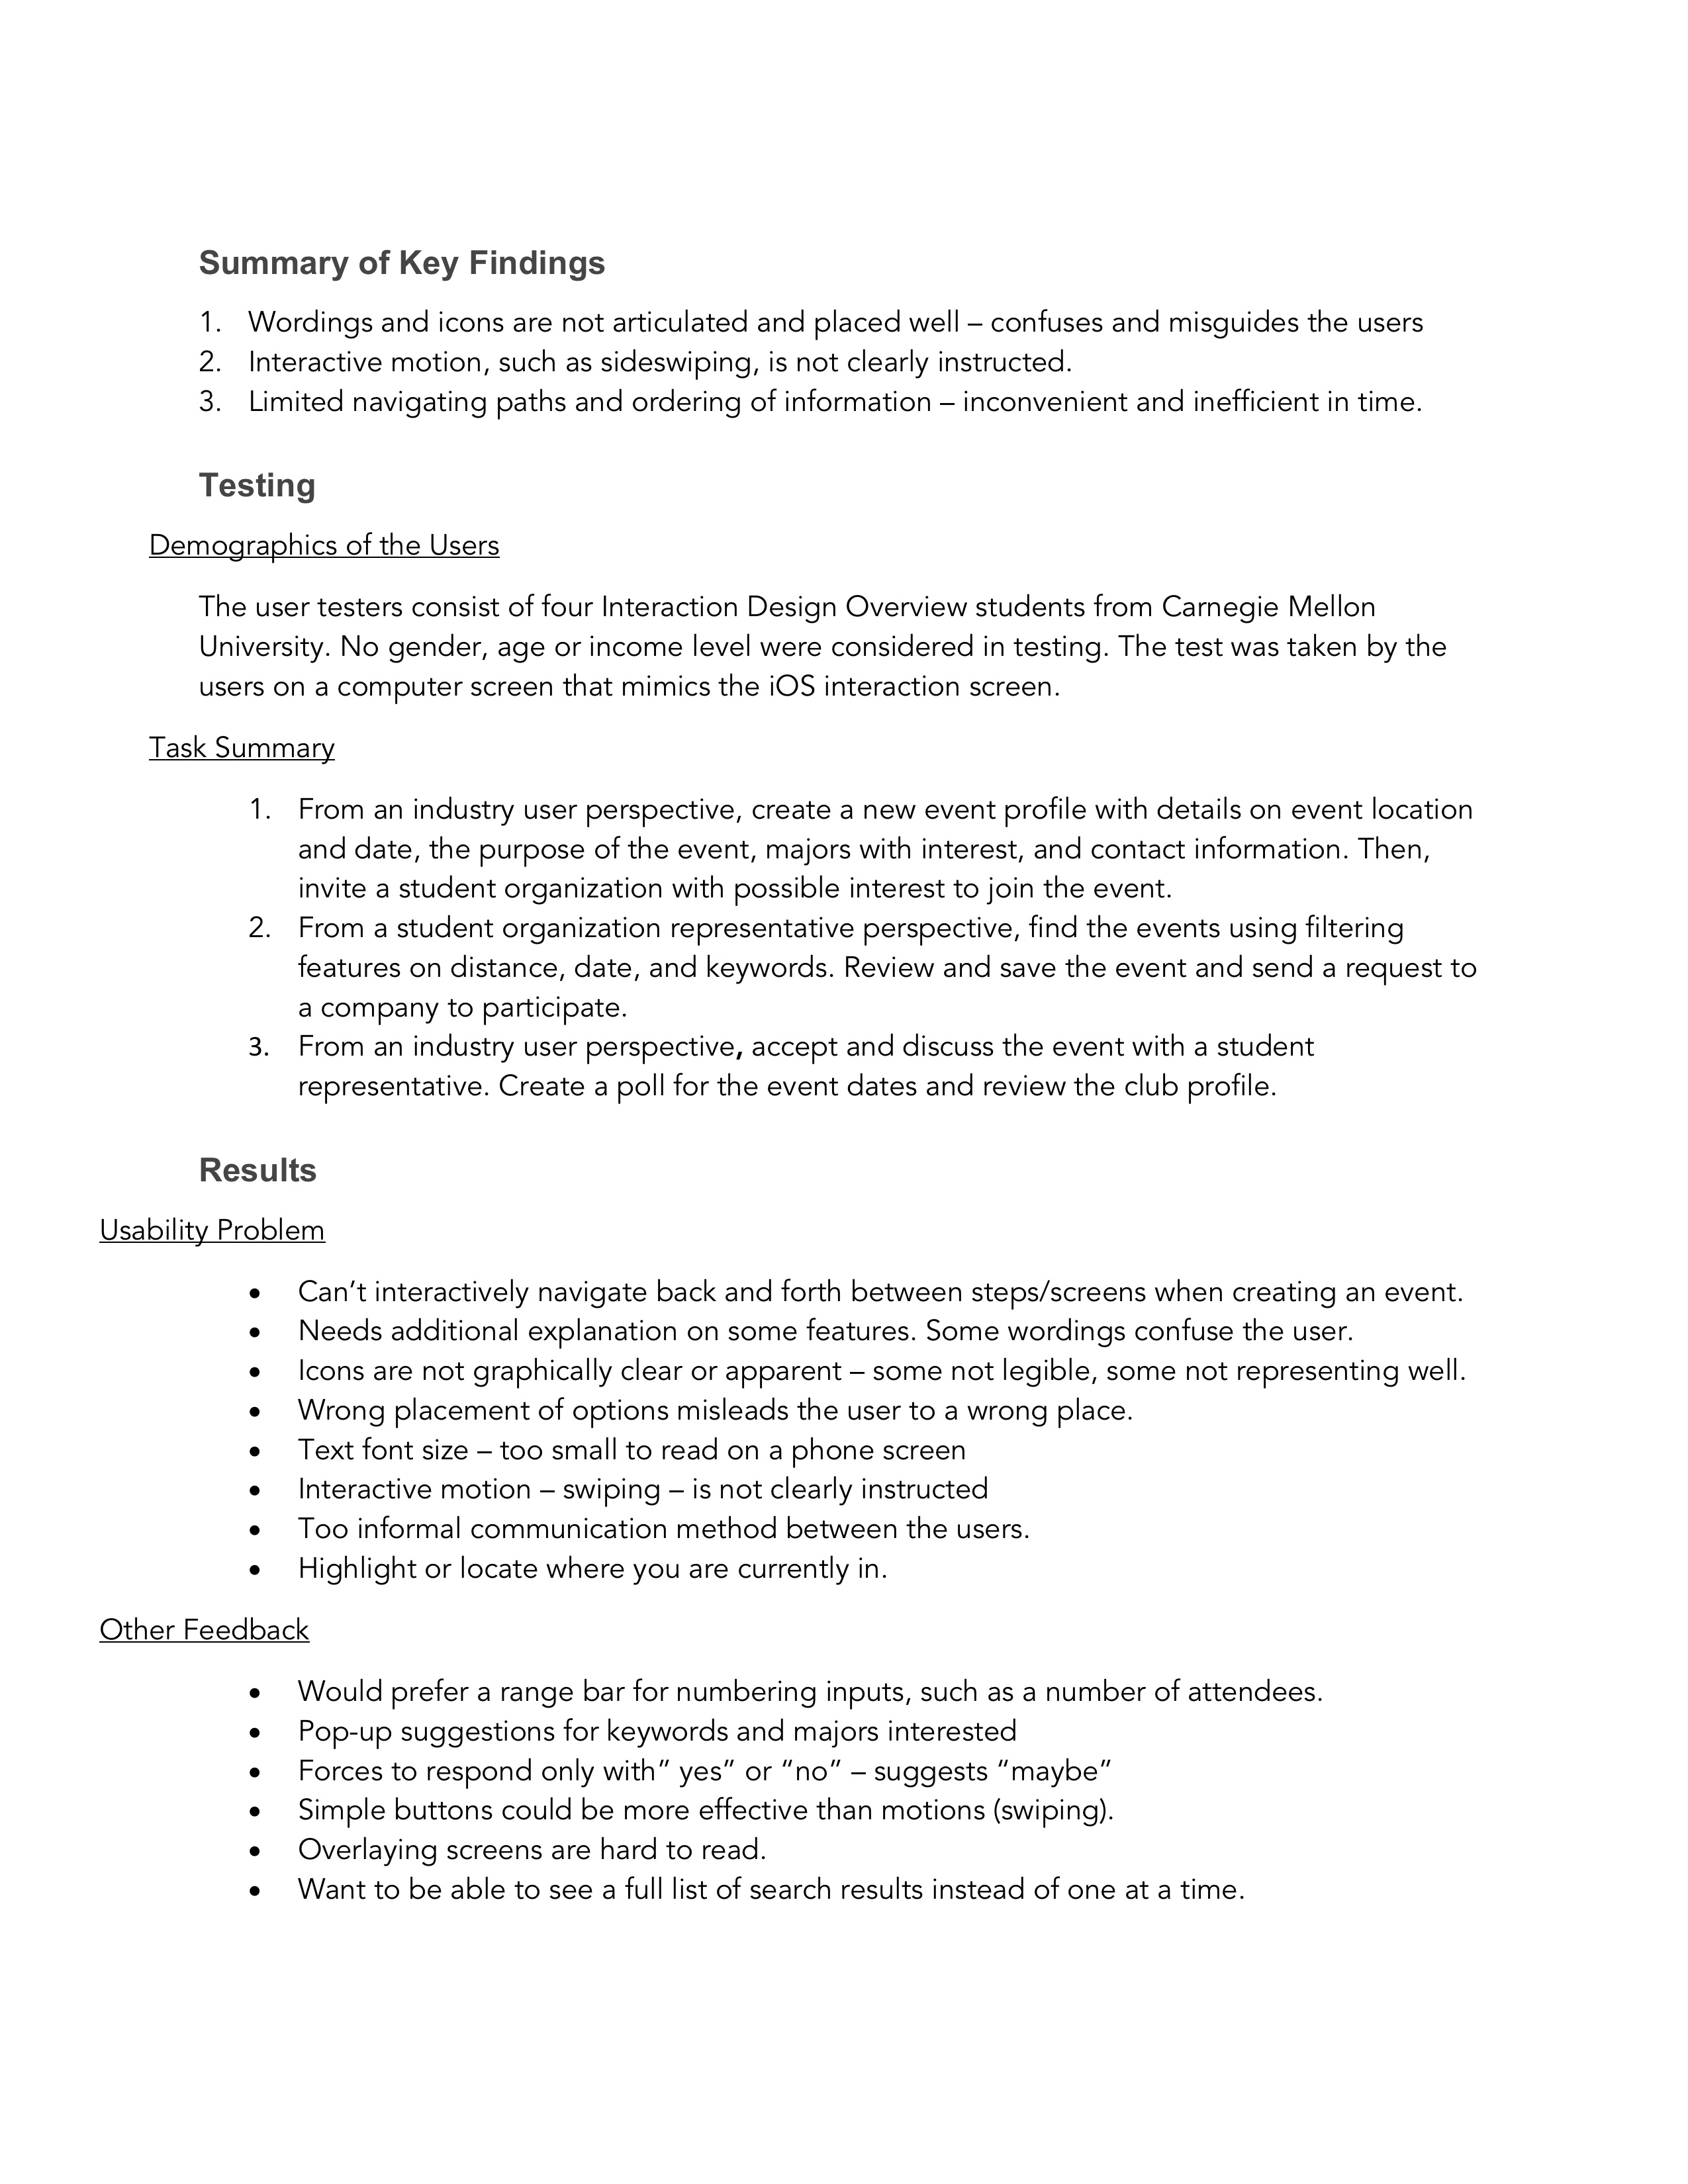 Summary of Key Findings
1. Wordings and icons are not articulated and placed well – confuses and misguides the users
2. Interactive motion, such as sideswiping, is not clearly instructed.
3. Limited navigating paths and ordering of information – inconvenient and inefficient in time.
Testing
Demographics of the Users
The user testers consist of four Interaction Design Overview students from Carnegie Mellon
University. No gender, age or income level were considered in testing. The test was taken by the
users on a computer screen that mimics the iOS interaction screen.
Task Summary
1. From an industry user perspective, create a new event profile with details on event location
and date, the purpose of the event, majors with interest, and contact information. Then,
invite a student organization with possible interest to join the event.
2. From a student organization representative perspective, find the events using filtering
features on distance, date, and keywords. Review and save the event and send a request to
a company to participate.
3. From an industry user perspective, accept and discuss the event with a student
representative. Create a poll for the event dates and review the club profile.
Results
Usability Problem
• Can’t interactively navigate back and forth between steps/screens when creating an event.
• Needs additional explanation on some features. Some wordings confuse the user.
• Icons are not graphically clear or apparent – some not legible, some not representing well.
• Wrong placement of options misleads the user to a wrong place.
• Text font size – too small to read on a phone screen
• Interactive motion – swiping – is not clearly instructed
• Too informal communication method between the users.
• Highlight or locate where you are currently in.
Other Feedback
• Would prefer a range bar for numbering inputs, such as a number of attendees.
• Pop-up suggestions for keywords and majors interested
• Forces to respond only with” yes” or “no” – suggests “maybe”
• Simple buttons could be more effective than motions (swiping).
• Overlaying screens are hard to read.
• Want to be able to see a full list of search results instead of one at a time.